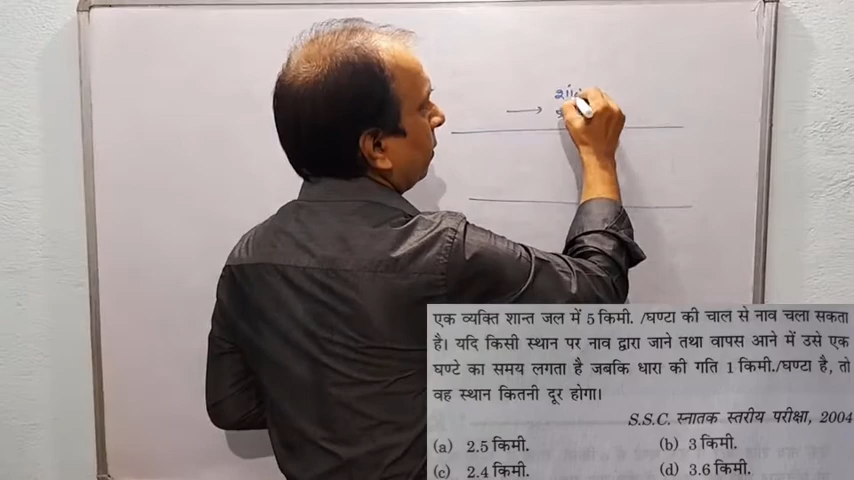 एक व्यक्ति शान्त जल में 5 किमी. /घण्टा की चाल से नाव चला सकता
है। यदि किसी स्थान पर नाव द्वारा जाने तथा वापस आने में उसे एक
घण्टे का समय लगता है जबकि धारा की गति 1 किमी./घण्टा है, तो
वह स्थान कितनी दूर होगा।
S.S.C. स्नातक स्तरीय परीक्षा, 2004
(a) 2.5 किमी. (b) 3 किमी.
(c) 2.4 किमी. (d) 3.6 किमी.